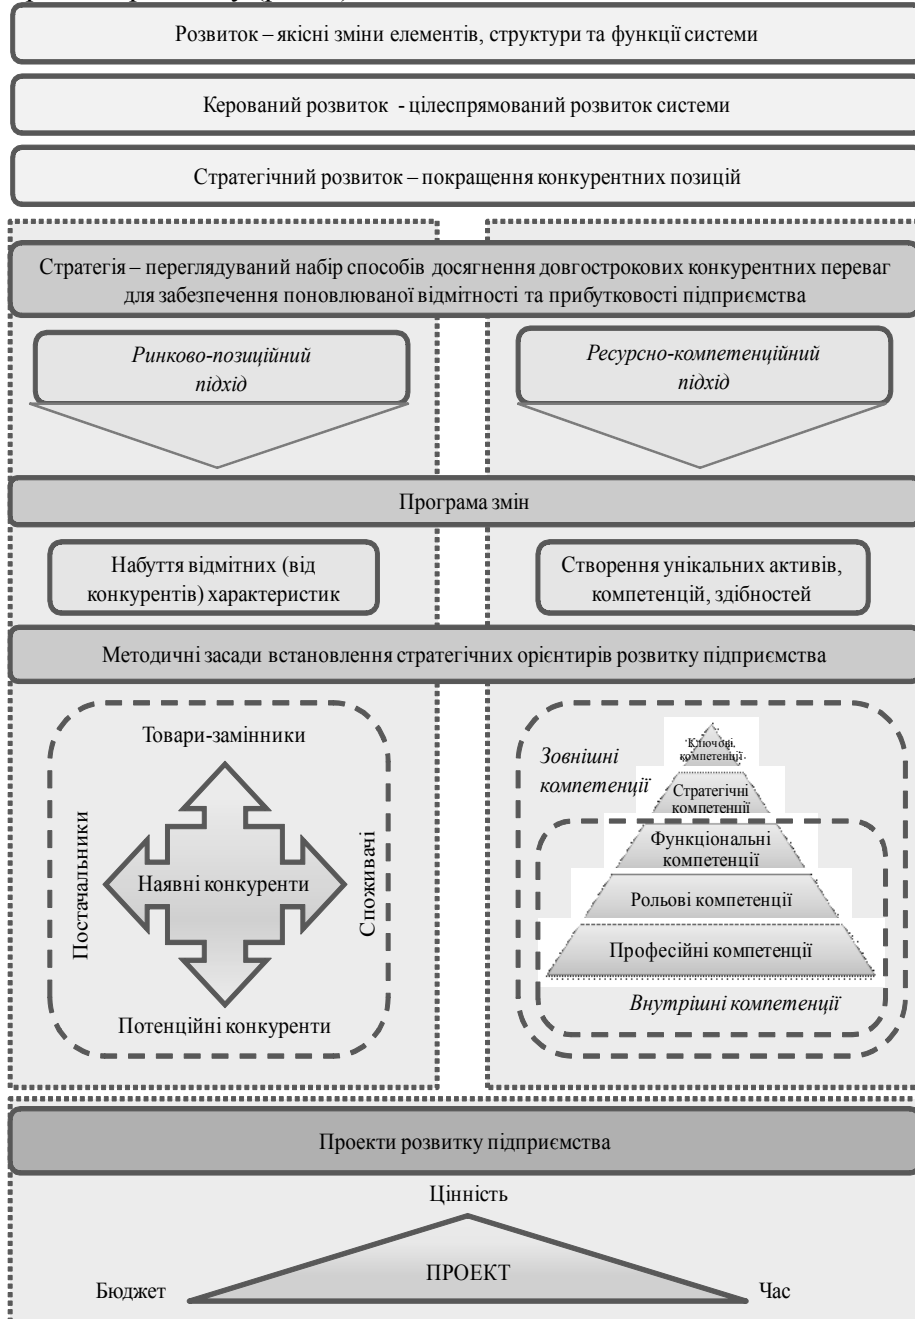 Розвиток – якісні зміни елементів, структури та функції системи
Керований розвиток - цілеспрямований розвиток системи
Стратегічний розвиток – покращення конкурентних позицій
Стратегія – переглядуваний набір способів досягнення довгострокових конкурентних переваг
для забезпечення поновлюваної відмітності та прибутковості підприємства
Ринково-позиційний
підхід
Ресурсно-компетенційний
підхід
Програма змін
Набуття відмітних (від
конкурентів) характеристик
Створення унікальних активів,
компетенцій, здібностей
Методичні засади встановлення стратегічних орієнтирів розвитку підприємства
Товари-замінники
Постачальники
Наявні конкуренти
Споживачі
Потенційні конкуренти
Зовнішні
компетенції
Ключові
компетенції
Стратегічні
компетенції
Функціональні
компетенції
Рольові компетенції
Професійні компетенції
Внутрішні компетенції
Проекти розвитку підприємства
Цінність
ПРОЕКТ
Бюджет
Час